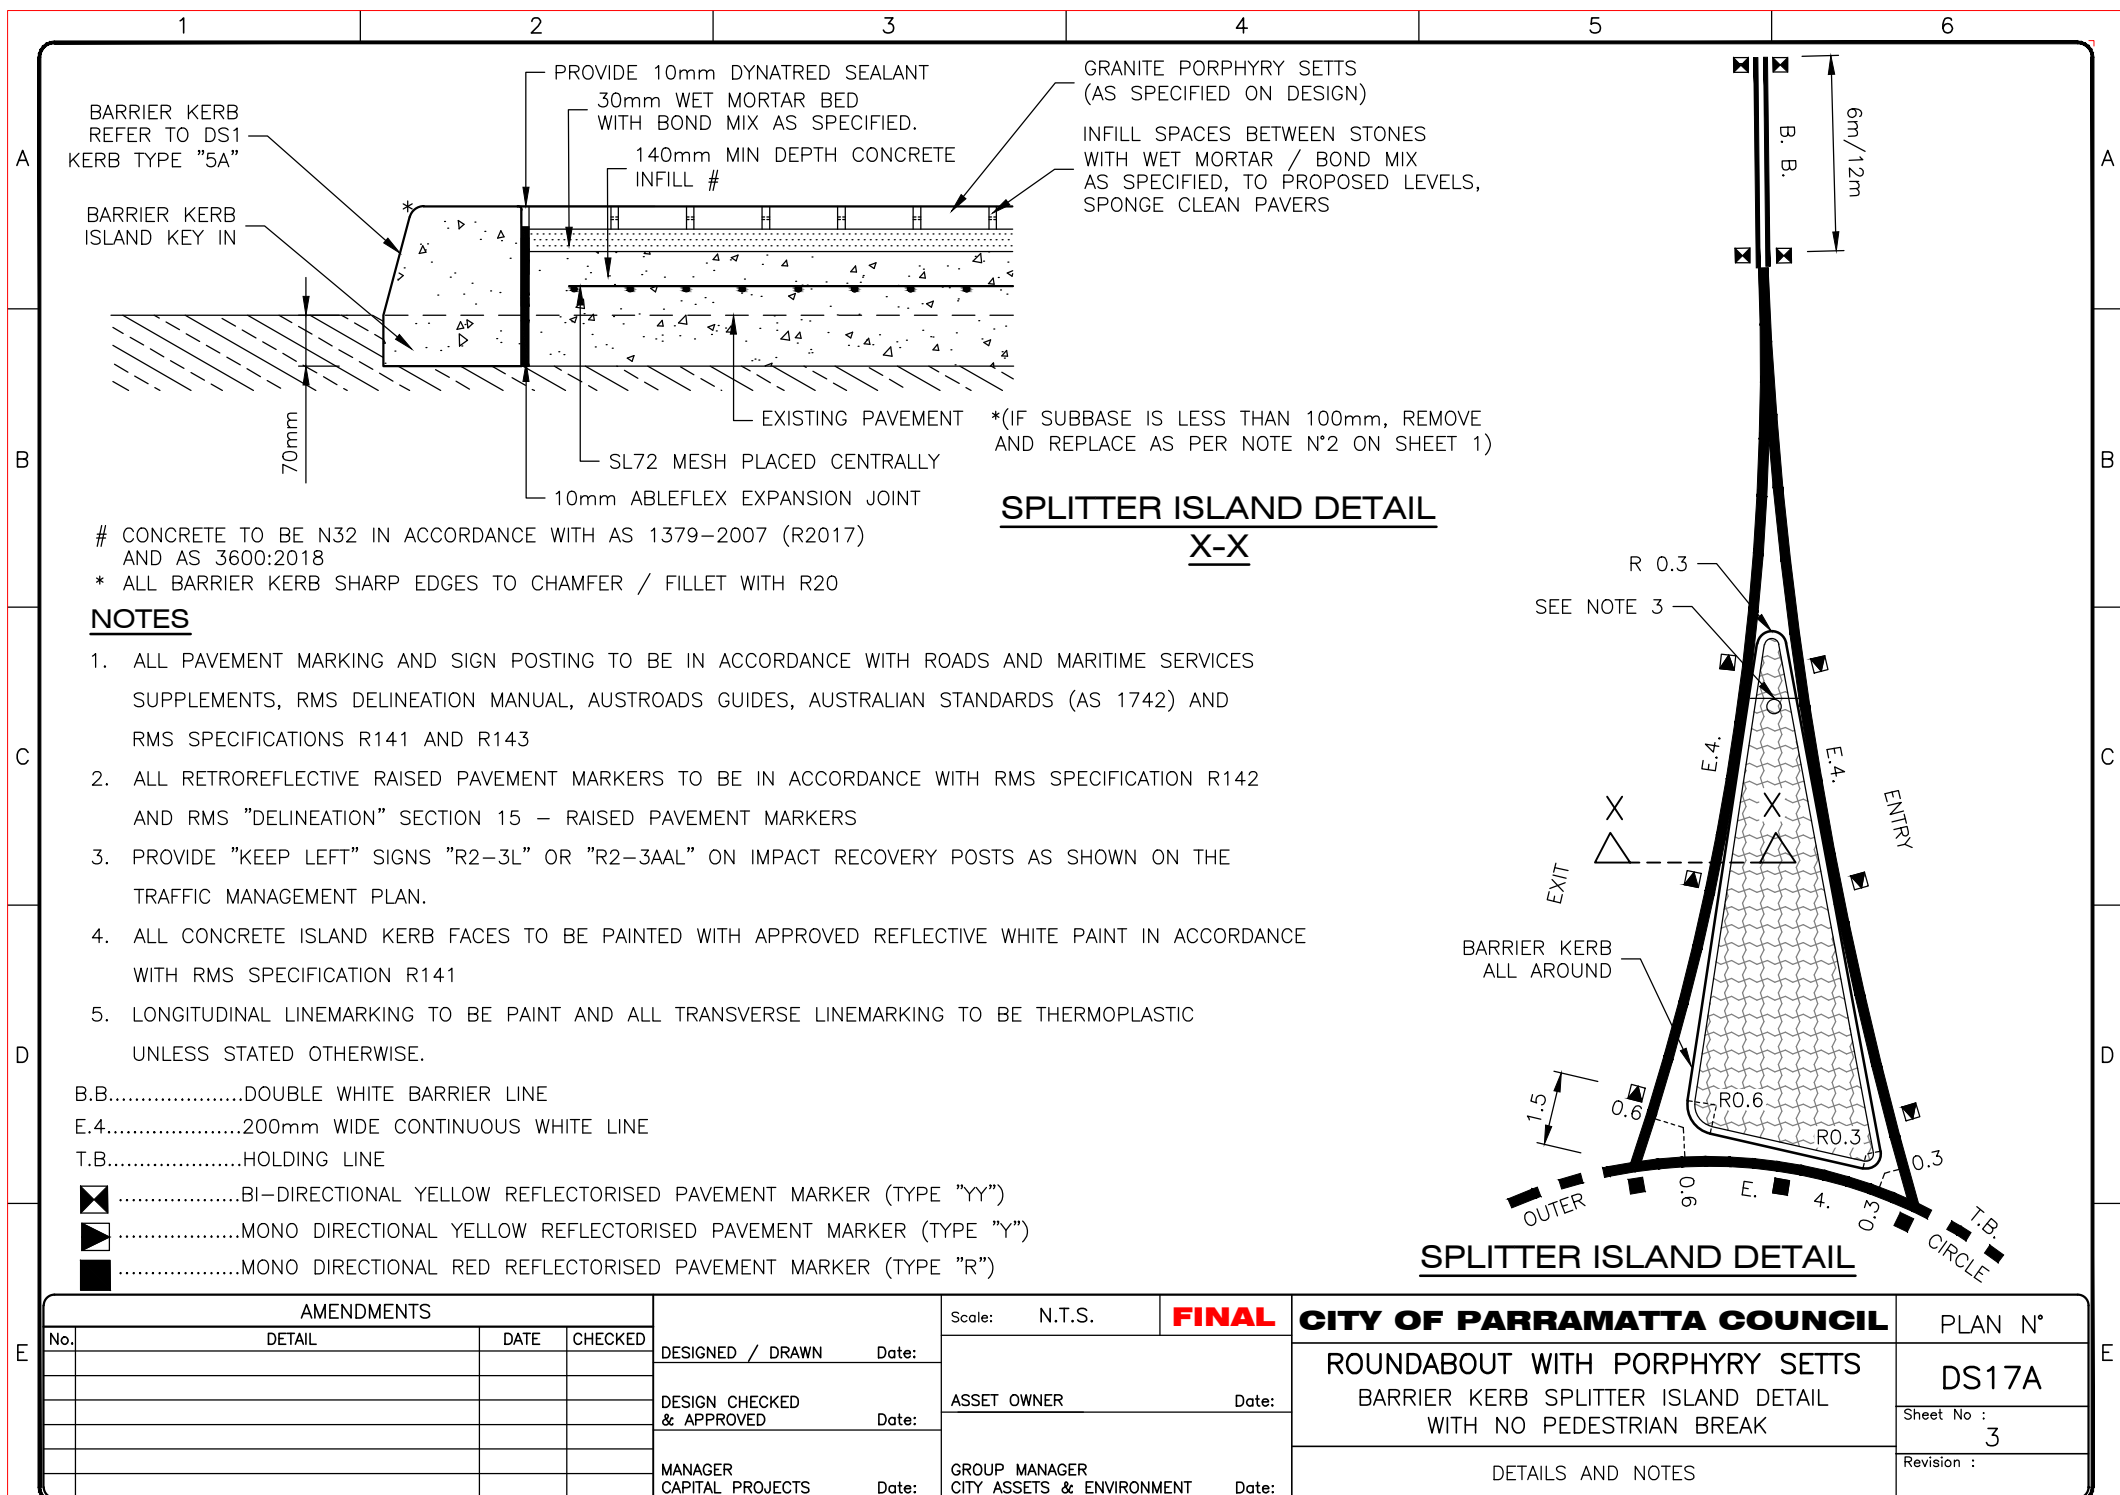 1 2 3 4 5 6
A
A
B
B
C
C
D
D
E
E
BARRIER KERB
REFER TO DS1
KERB TYPE "5A"
BARRIER KERB
ISLAND KEY IN
PROVIDE 10mm DYNATRED SEALANT
30mm WET MORTAR BED
WITH BOND MIX AS SPECIFIED.
140mm MIN DEPTH CONCRETE
INFILL #
GRANITE PORPHYRY SETTS
(AS SPECIFIED ON DESIGN)
INFILL SPACES BETWEEN STONES
WITH WET MORTAR / BOND MIX
AS SPECIFIED, TO PROPOSED LEVELS,
SPONGE CLEAN PAVERS
*
70mm
EXISTING PAVEMENT
*(IF SUBBASE IS LESS THAN 100mm, REMOVE
AND REPLACE AS PER NOTE N°2 ON SHEET 1)
SL72 MESH PLACED CENTRALLY
10mm ABLEFLEX EXPANSION JOINT
SPLITTER ISLAND DETAIL
X-X
# CONCRETE TO BE N32 IN ACCORDANCE WITH AS 1379-2007 (R2017)
AND AS 3600:2018
* ALL BARRIER KERB SHARP EDGES TO CHAMFER / FILLET WITH R20
NOTES
1. ALL PAVEMENT MARKING AND SIGN POSTING TO BE IN ACCORDANCE WITH ROADS AND MARITIME SERVICES
SUPPLEMENTS, RMS DELINEATION MANUAL, AUSTROADS GUIDES, AUSTRALIAN STANDARDS (AS 1742) AND
RMS SPECIFICATIONS R141 AND R143
2. ALL RETROREFLECTIVE RAISED PAVEMENT MARKERS TO BE IN ACCORDANCE WITH RMS SPECIFICATION R142
AND RMS "DELINEATION" SECTION 15 - RAISED PAVEMENT MARKERS
3. PROVIDE "KEEP LEFT" SIGNS "R2-3L" OR "R2-3AAL" ON IMPACT RECOVERY POSTS AS SHOWN ON THE
TRAFFIC MANAGEMENT PLAN.
4. ALL CONCRETE ISLAND KERB FACES TO BE PAINTED WITH APPROVED REFLECTIVE WHITE PAINT IN ACCORDANCE
WITH RMS SPECIFICATION R141
5. LONGITUDINAL LINEMARKING TO BE PAINT AND ALL TRANSVERSE LINEMARKING TO BE THERMOPLASTIC
UNLESS STATED OTHERWISE.
B.B.....................DOUBLE WHITE BARRIER LINE
E.4.....................200mm WIDE CONTINUOUS WHITE LINE
T.B.....................HOLDING LINE
...................BI-DIRECTIONAL YELLOW REFLECTORISED PAVEMENT MARKER (TYPE "YY")
...................MONO DIRECTIONAL YELLOW REFLECTORISED PAVEMENT MARKER (TYPE "Y")
...................MONO DIRECTIONAL RED REFLECTORISED PAVEMENT MARKER (TYPE "R")
B. B.
6m/12m
R 0.3
SEE NOTE 3
E.4.
E.4.
X
X
ENTRY
EXIT
BARRIER KERB
ALL AROUND
1.5
0.6
R0.6
R0.3
0.3
0.6
E.
4.
0.3
OUTER
T.B.
CIRCLE
SPLITTER ISLAND DETAIL
AMENDMENTS
No. DETAIL DATE CHECKED
DESIGNED / DRAWN Date:
DESIGN CHECKED
& APPROVED Date:
MANAGER
CAPITAL PROJECTS Date:
Scale: N.T.S. FINAL
ASSET OWNER Date:
GROUP MANAGER
CITY ASSETS & ENVIRONMENT Date:
CITY OF PARRAMATTA COUNCIL
ROUNDABOUT WITH PORPHYRY SETTS
BARRIER KERB SPLITTER ISLAND DETAIL
WITH NO PEDESTRIAN BREAK
DETAILS AND NOTES
PLAN N°
DS17A
Sheet No :
3
Revision :